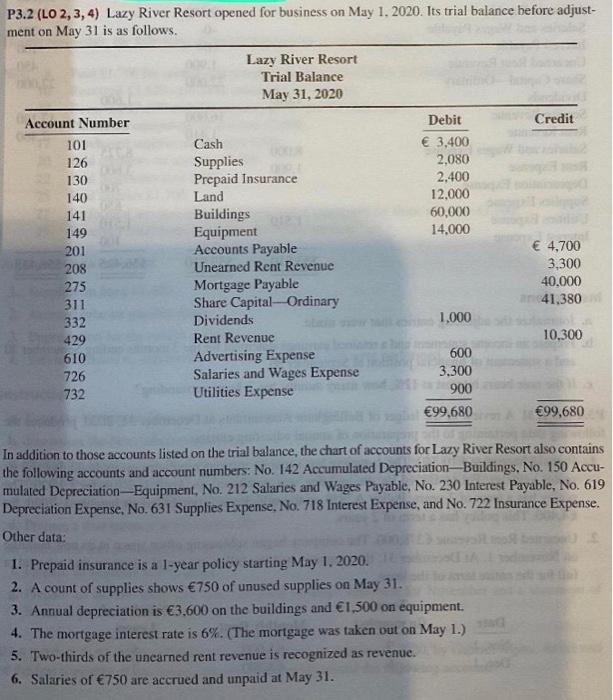 P3.2 (LO 2, 3, 4) Lazy River Resort opened for business on May 1, 2020. Its trial balance before adjust-
ment on May 31 is as follows.
Lazy River Resort
Trial Balance
May 31, 2020
Account Number Debit Credit
101 Cash € 3,400
126 Supplies 2,080
130 Prepaid Insurance 2,400
140 Land 12,000
141 Buildings 60,000
149 Equipment 14,000
201 Accounts Payable € 4,700
208 Unearned Rent Revenue 3,300
275 Mortgage Payable 40,000
311 Share Capital—Ordinary 41,380
332 Dividends 1,000
429 Rent Revenue 10,300
610 Advertising Expense 600
726 Salaries and Wages Expense 3,300
732 Utilities Expense 900
€99,680 €99,680
In addition to those accounts listed on the trial balance, the chart of accounts for Lazy River Resort also contains
the following accounts and account numbers: No. 142 Accumulated Depreciation—Buildings, No. 150 Accu-
mulated Depreciation—Equipment, No. 212 Salaries and Wages Payable, No. 230 Interest Payable, No. 619
Depreciation Expense, No. 631 Supplies Expense, No. 718 Interest Expense, and No. 722 Insurance Expense.
Other data:
1. Prepaid insurance is a 1-year policy starting May 1, 2020.
2. A count of supplies shows €750 of unused supplies on May 31.
3. Annual depreciation is €3,600 on the buildings and €1,500 on equipment.
4. The mortgage interest rate is 6%. (The mortgage was taken out on May 1.)
5. Two-thirds of the unearned rent revenue is recognized as revenue.
6. Salaries of €750 are accrued and unpaid at May 31.